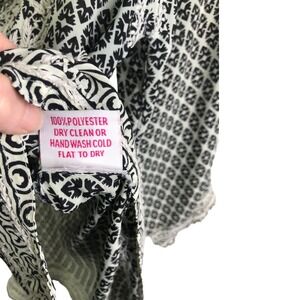 100% POLYESTER
DRY CLEAN OR
HAND WASH COLD
FLAT TO DRY